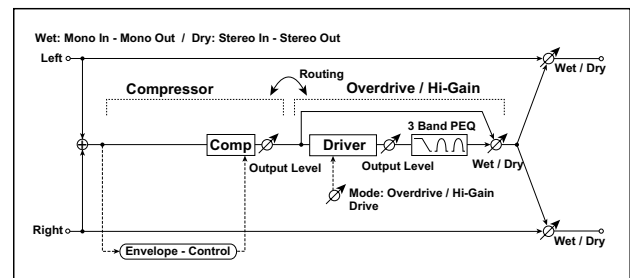 Wet: Mono In - Mono Out / Dry: Stereo In - Stereo Out
Left
Wet / Dry
Routing
Compressor
Overdrive / Hi-Gain
3 Band PEQ
Comp
Driver
Output Level
Output Level
Wet / Dry
Mode: Overdrive / Hi-Gain
Drive
Right
Wet / Dry
Envelope - Control